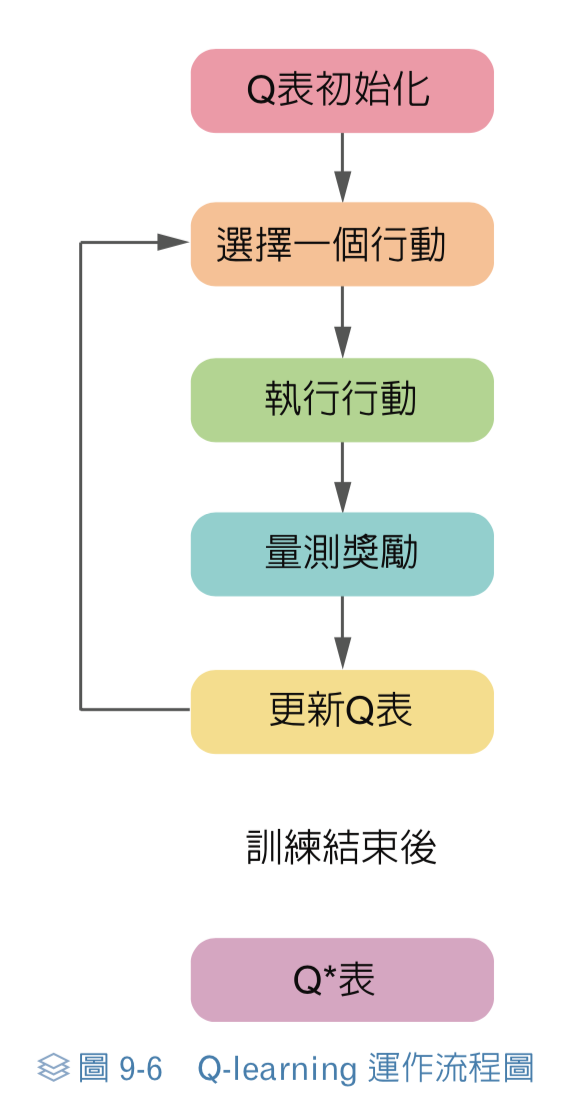 Q表初始化
選擇一個行動
執行行動
量測獎勵
更新Q表
訓練結束後
Q*表
圖 9-6 Q-learning 運作流程圖